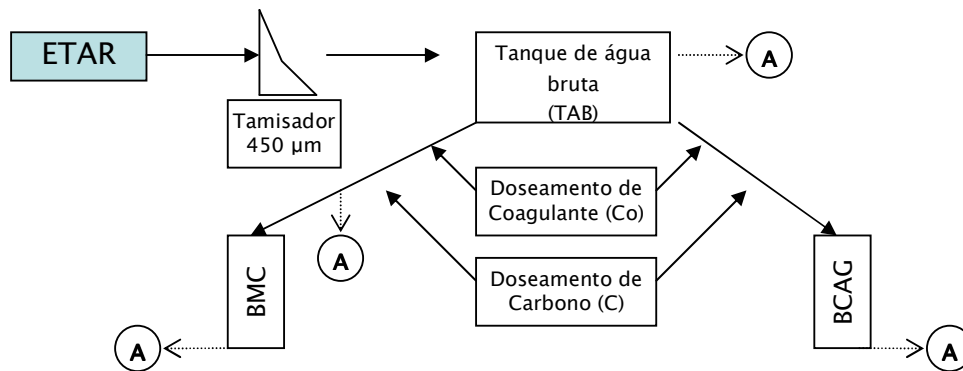 ETAR
Tamisador
450 µm
Tanque de água
bruta
(TAB)
A
Doseamento de
Coagulante (Co)
A
Doseamento de
Carbono (C)
BMC
A
BCAG
A